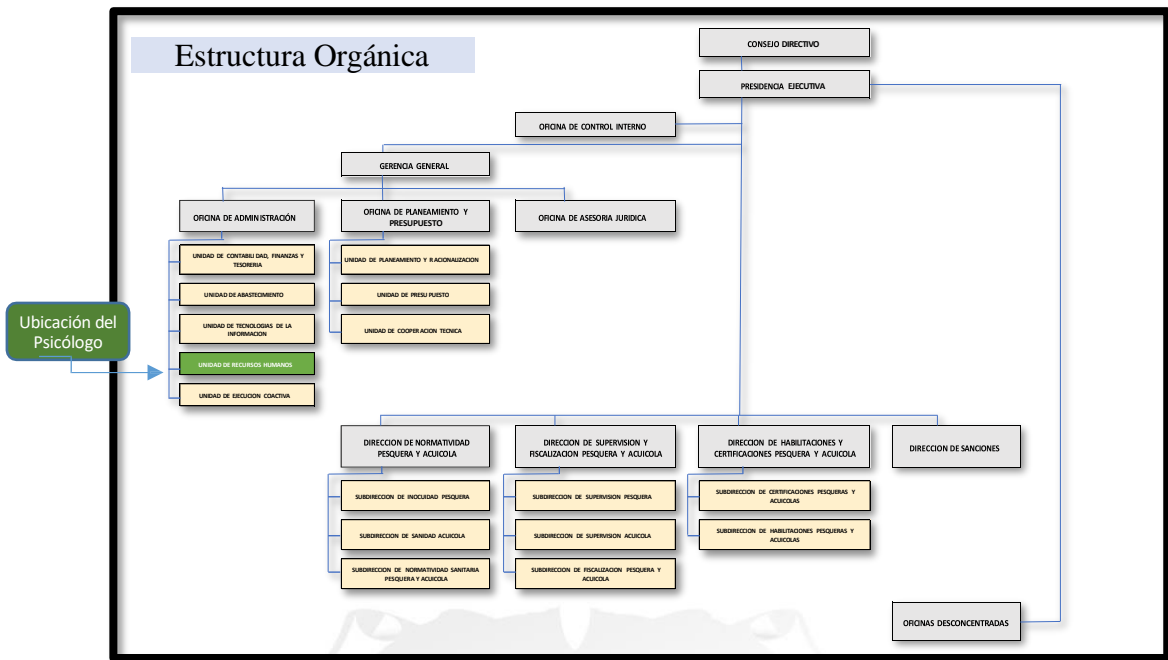 Estructura Orgánica
CONSEJO DIRECTIVO
PRESIDENCIA EJECUTIVA
OFICINA DE CONTROL INTERNO
GERENCIA GENERAL
OFICINA DE ADMINISTRACIÓN
OFICINA DE PLANEAMIENTO Y
PRESUPUESTO
OFICINA DE ASESORIA JURIDICA
UNIDAD DE CONTABILIDAD, FINANZAS Y
TESORERIA
UNIDAD DE ABASTECIMIENTO
UNIDAD DE TECNOLOGIAS DE LA
INFORMACION
UNIDAD DE RECURSOS HUMANOS
UNIDAD DE EJECUCION COACTIVA
UNIDAD DE PLANEAMIENTO Y RACIONALIZACION
UNIDAD DE PRESUPUESTO
UNIDAD DE COOPERACION TECNICA
Ubicación del
Psicólogo
DIRECCION DE NORMATIVIDAD
PESQUERA Y ACUICOLA
SUBDIRECCION DE INOCUIDAD PESQUERA
SUBDIRECCION DE SANIDAD ACUICOLA
SUBDIRECCION DE NORMATIVIDAD SANITARIA
PESQUERA Y ACUICOLA
DIRECCION DE SUPERVISION Y
FISCALIZACION PESQUERA Y ACUICOLA
SUBDIRECCION DE SUPERVISION PESQUERA
SUBDIRECCION DE SUPERVISION ACUICOLA
SUBDIRECCION DE FISCALIZACION PESQUERA Y
ACUICOLA
DIRECCION DE HABILITACIONES Y
CERTIFICACIONES PESQUERA Y ACUICOLA
SUBDIRECCION DE CERTIFICACIONES PESQUERAS Y
ACUICOLAS
SUBDIRECCION DE HABILITACIONES PESQUERAS Y
ACUICOLAS
DIRECCION DE SANCIONES
OFICINAS DESCONCENTRADAS